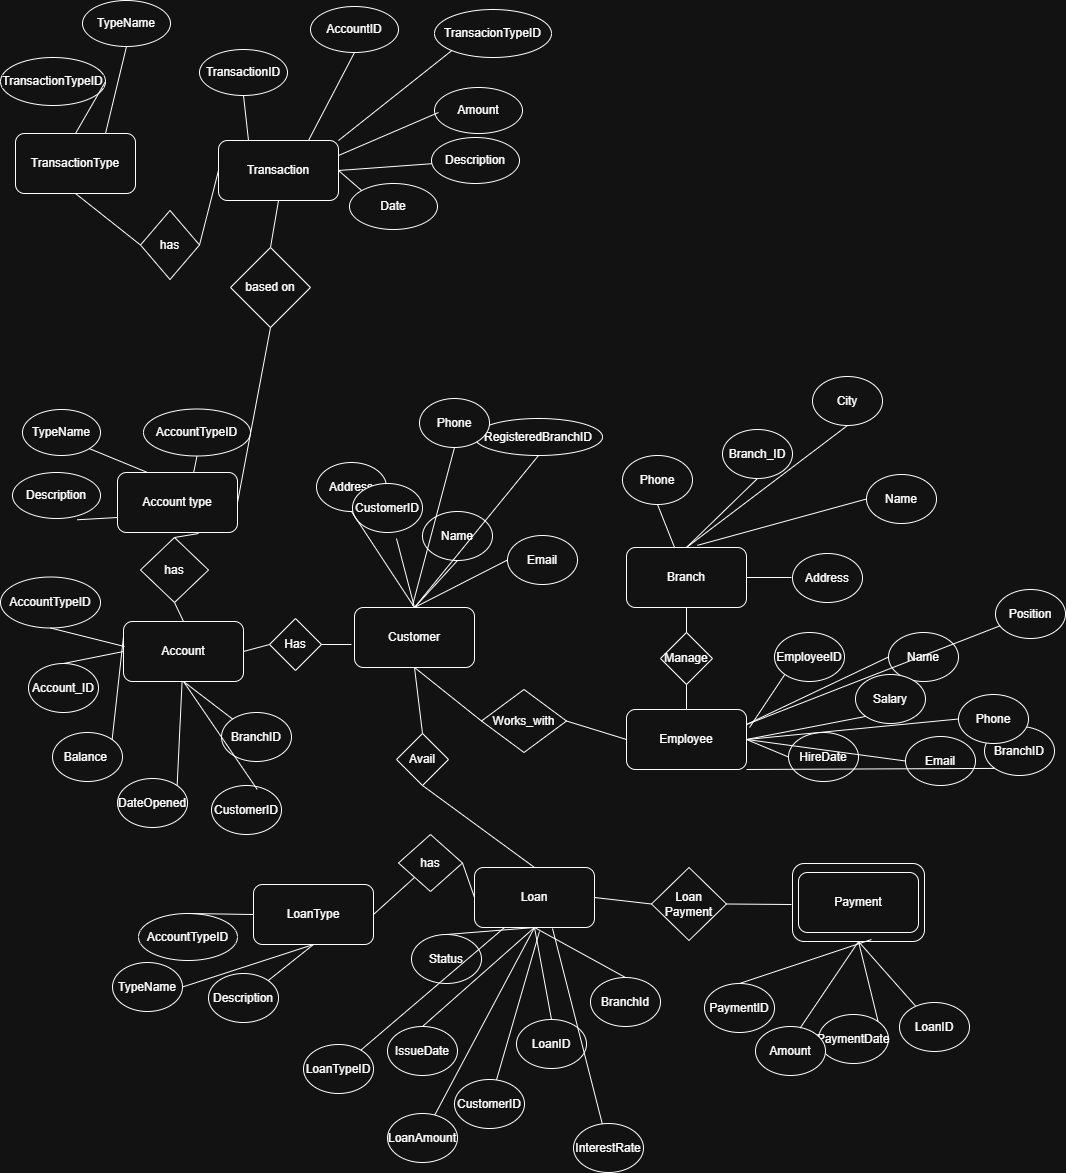 TypeName
AccountID
TransacionTypeID
TransactionID
TransactionTypeID
Amount
Description
TransactionType
Transaction
Date
has
based on
City
Phone
RegisteredBranchID
TypeName
AccountTypeID
Branch_ID
Phone
Address
CustomerID
Description
Account type
Name
Name
Email
has
Branch
Address
AccountTypeID
Position
Customer
Has
Account
Manage
EmployeeID
Name
Account_ID
Salary
Works_with
Phone
BranchID
Employee
BranchID
Balance
Avail
HireDate
Email
DateOpened
CustomerID
has
Loan
Loan
Payment
Payment
LoanType
AccountTypeID
Status
TypeName
Description
BranchId
PaymentID
LoanID
PaymentDate
LoanID
IssueDate
Amount
LoanTypeID
CustomerID
LoanAmount
InterestRate